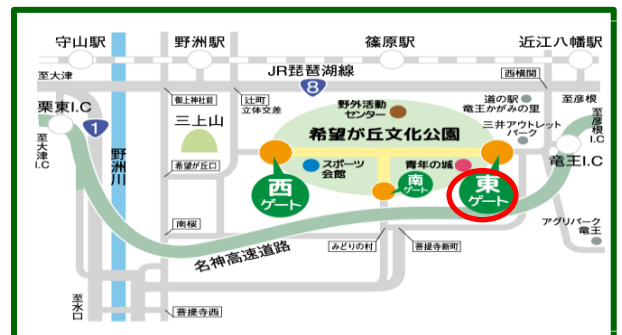 守山駅
野洲駅
篠原駅
近江八幡駅
JR琵琶湖線
至大津
8
西横関
栗東I.C
1
御上神社前
辻町
立体交差
野外活動
センター
道の駅
竜王かがみの里
至彦根
三上山
希望が丘文化公園
三井アウトレット
パーク
至彦根I.C
至大津I.C
野洲川
希望が丘口
スポーツ
会館
青年の城
竜王I.C
西
ゲート
南
ゲート
東
ゲート
南桜
アグリパーク
竜王
名神高速道路
みどりの村
菩提寺新町
至水口
菩提寺西